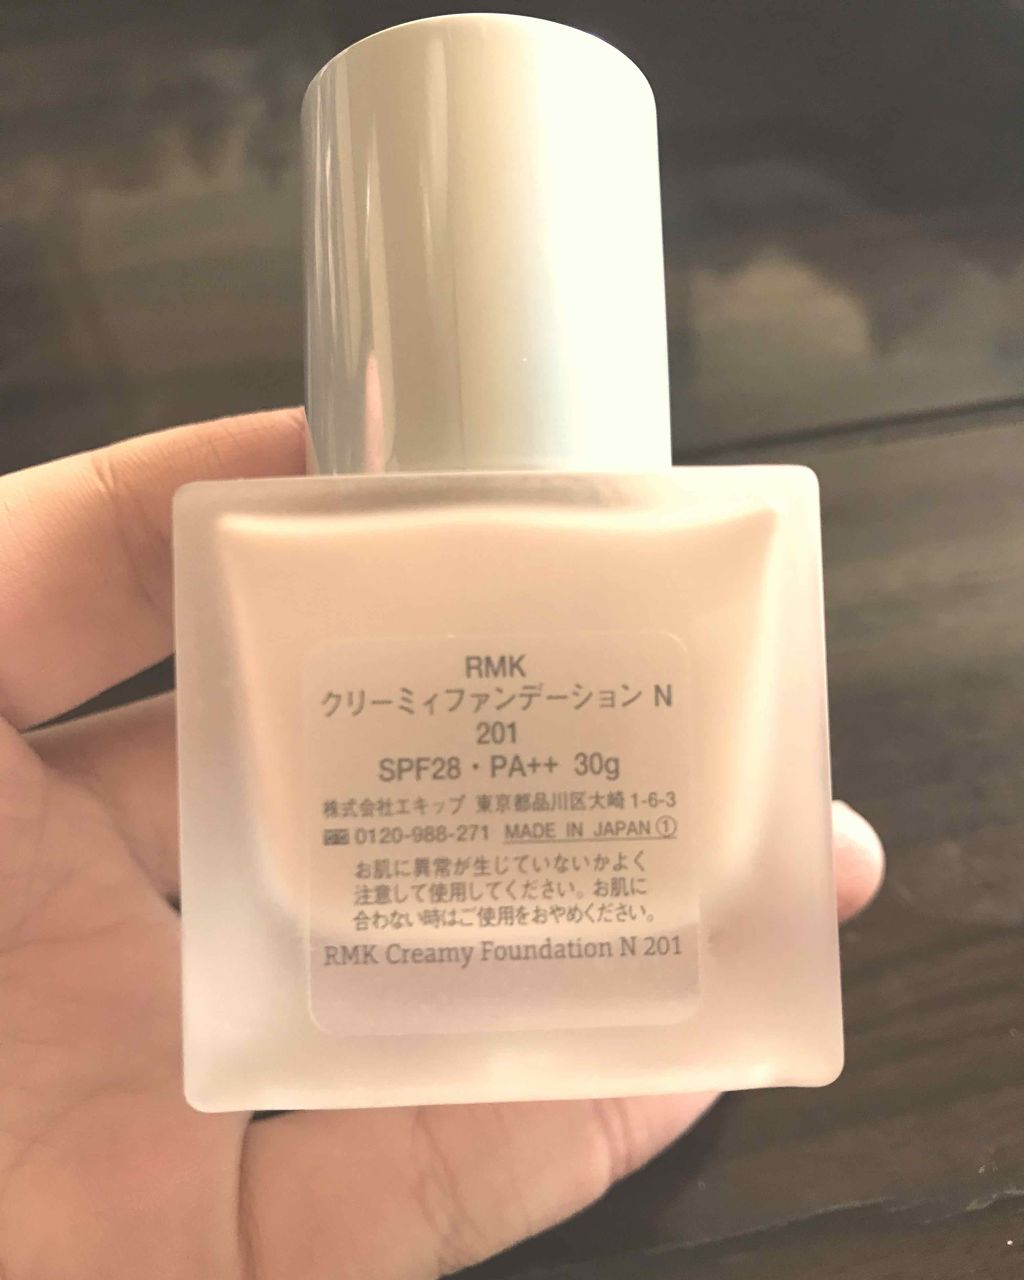 RMK
クリーミィファンデーション N
201
SPF28・PA++ 30g
株式会社エキップ 東京都品川区大崎1-6-3
0120-988-271 MADE IN JAPAN①
お肌に異常が生じていないかよく
注意して使用してください。お肌に
合わない時はご使用をおやめください。
RMK Creamy Foundation N 201